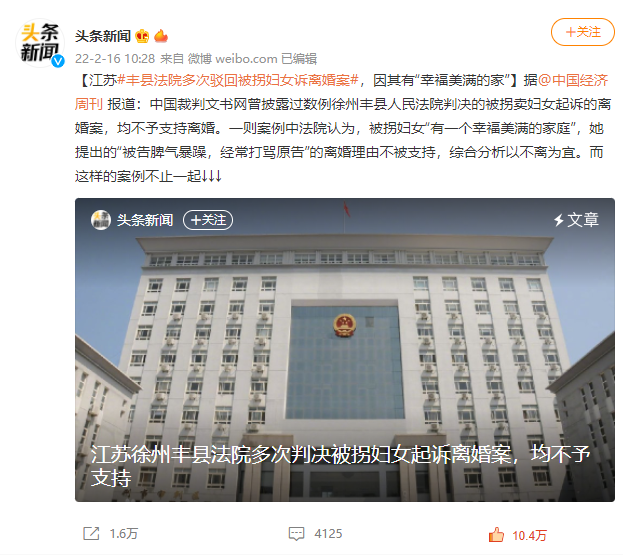 头条
新闻
头条新闻
+关注
22-2-16 10:28 来自 微博 weibo.com 已编辑
【江苏#丰县法院多次驳回被拐妇女诉离婚案#，因其有“幸福美满的家”】据@中国经济
周刊 报道：中国裁判文书网曾披露过数例徐州丰县人民法院判决的被拐卖妇女起诉的离
婚案，均不予支持离婚。一则案例中法院认为，被拐妇女“有一个幸福美满的家庭”，她
提出的“被告脾气暴躁，经常打骂原告”的离婚理由不被支持，综合分析以不离为宜。而
这样的案例不止一起↓↓↓
头条新闻 +关注
文章
江苏徐州丰县法院多次判决被拐妇女起诉离婚案，均不予
支持
1.6万 4125 10.4万